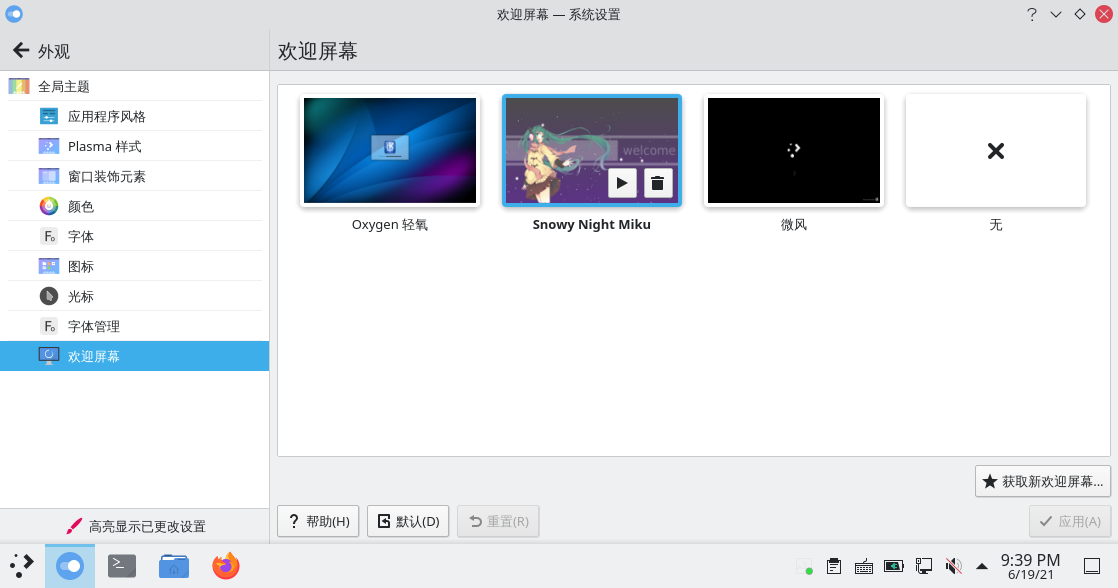 欢迎屏幕 — 系统设置
外观
欢迎屏幕
全局主题
应用程序风格
Plasma 样式
窗口装饰元素
颜色
字体
图标
光标
字体管理
欢迎屏幕
高亮显示已更改设置
welcome
Oxygen 轻氧
Snowy Night Miku
微风
无
获取新欢迎屏幕...
帮助(H)
默认(D)
重置(R)
应用(A)
9:39 PM
6/19/21